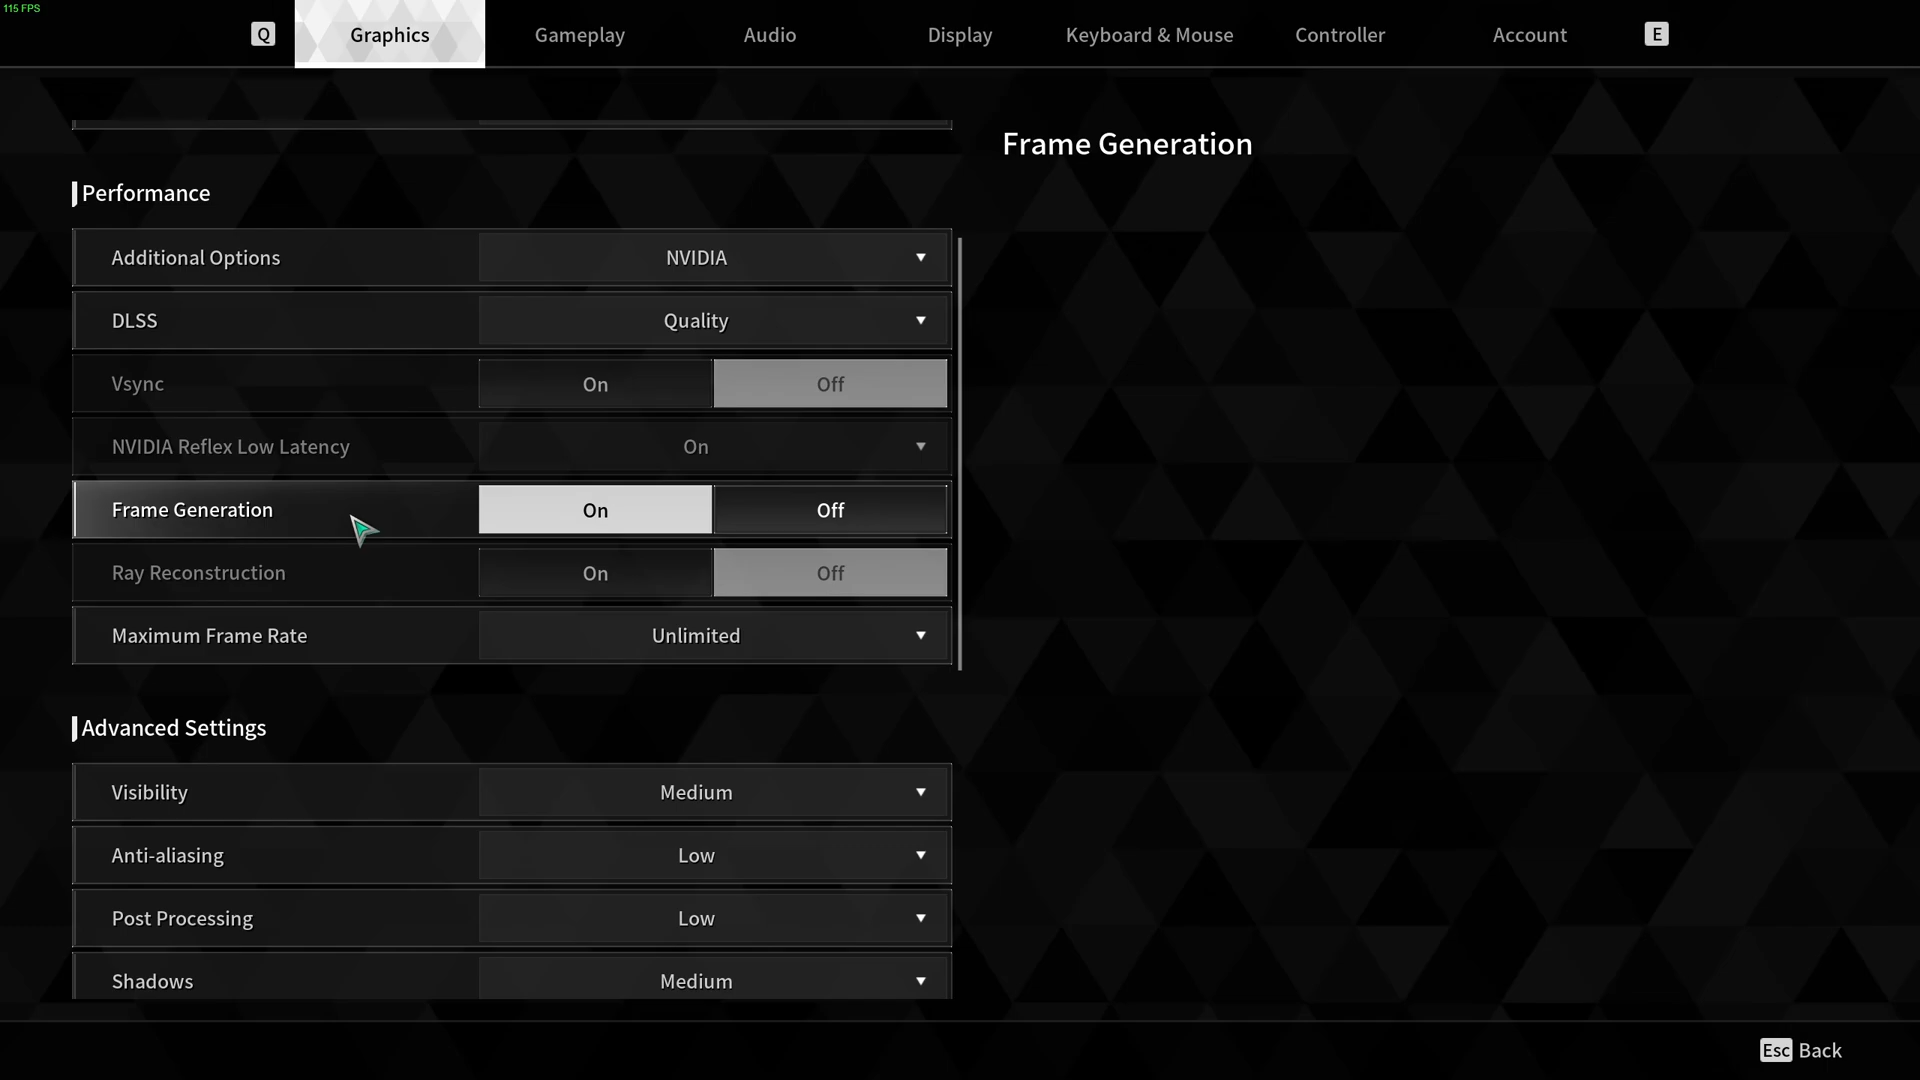 115 FPS
Q Graphics Gameplay Audio Display Keyboard & Mouse Controller Account E
Frame Generation
Performance
Additional Options NVIDIA
DLSS Quality
Vsync On Off
NVIDIA Reflex Low Latency On
Frame Generation On Off
Ray Reconstruction On Off
Maximum Frame Rate Unlimited
Advanced Settings
Visibility Medium
Anti-aliasing Low
Post Processing Low
Shadows Medium
Esc Back